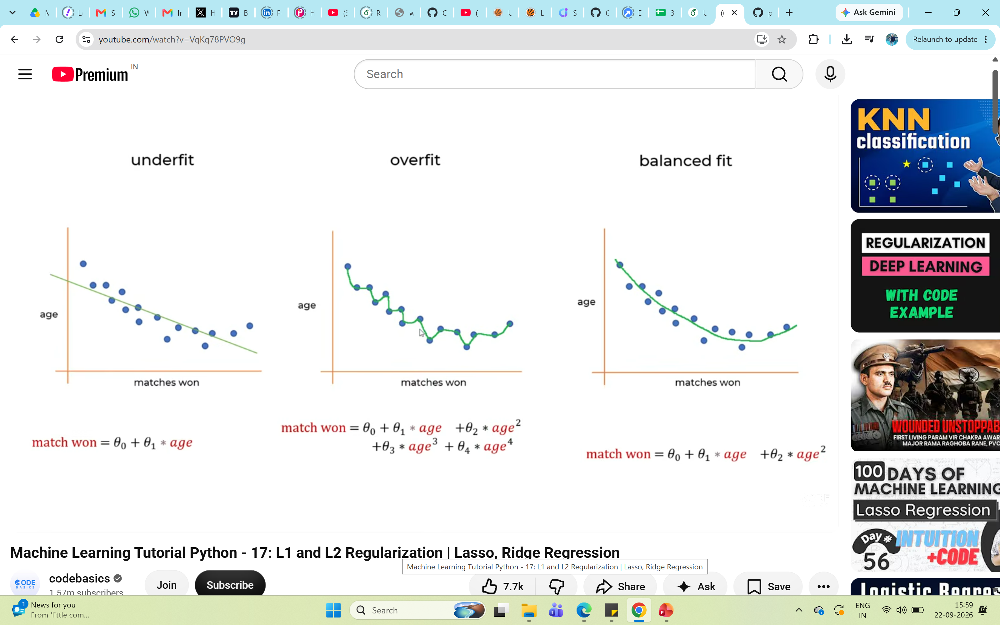 Ask Gemini
youtube.com/watch?v=VqKq78PVO9g
Relaunch to update
Premium IN
Search
underfit
overfit
balanced fit
age
matches won
age
matches won
age
matches won
match won = θ0 + θ1 * age
match won = θ0 + θ1 * age +θ2 * age²
+θ3 * age³ + θ4 * age⁴
match won = θ0 + θ1 * age +θ2 * age²
KNN
classification
REGULARIZATION
DEEP LEARNING
WITH CODE
EXAMPLE
WOUNDED
FIRST LIVING PARAM VIR CHAKRA
MAJOR RAMA RAGHOBA RANE, PVC
100 DAYS OF
MACHINE LEARNING
Lasso Regression
Day #
56
INTUITION
+CODE
Machine Learning Tutorial Python - 17: L1 and L2 Regularization | Lasso, Ridge Regression
Machine Learning Tutorial Python - 17: L1 and L2 Regularization | Lasso, Ridge Regression
CODE
BASICS
codebasics
1.57m subscribers
Join
Subscribe
7.7k
Share
Ask
Save
Logistic
1
News for you
From 'little com...
Search
ENG
IN
15:59
22-09-2026